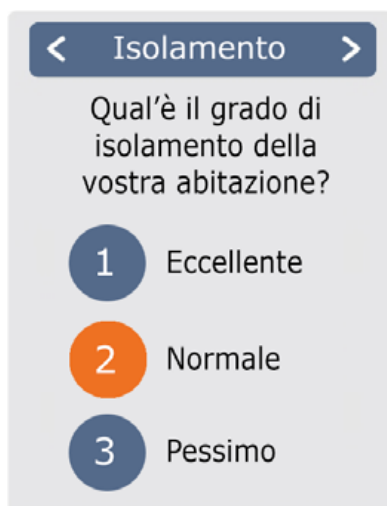 < Isolamento >
Qual’è il grado di
isolamento della
vostra abitazione?
1 Eccellente
2 Normale
3 Pessimo